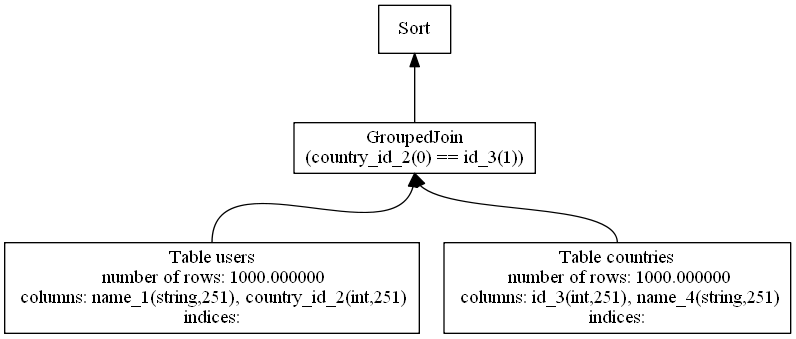 Sort
GroupedJoin
(country_id_2(0) == id_3(1))
Table users
number of rows: 1000.000000
columns: name_1(string,251), country_id_2(int,251)
indices:
Table countries
number of rows: 1000.000000
columns: id_3(int,251), name_4(string,251)
indices: